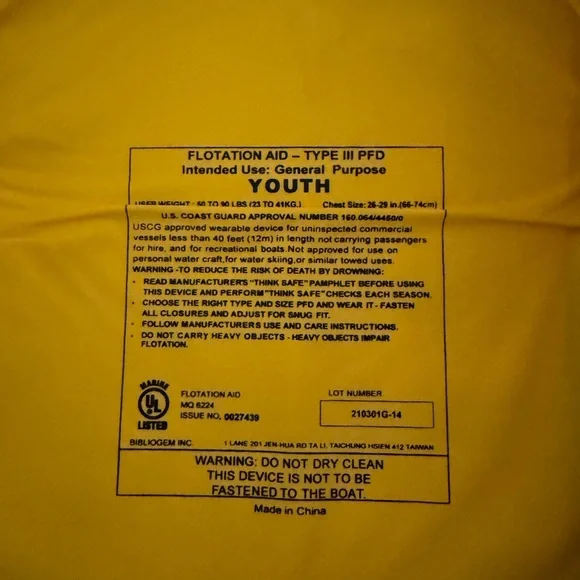 FLOTATION AID – TYPE III PFD
Intended Use: General Purpose
YOUTH
USER WEIGHT: 50 TO 90 LBS (23 TO 41KG.) Chest Size: 26-29 in.(66-74cm)
U.S. COAST GUARD APPROVAL NUMBER 160.064/4450/0
USCG approved wearable device for uninspected commercial
vessels less than 40 feet (12m) in length not carrying passengers
for hire, and for recreational boats.Not approved for use on
personal water craft,for water skiing,or similar towed uses.
WARNING -TO REDUCE THE RISK OF DEATH BY DROWNING:
• READ MANUFACTURER'S "THINK SAFE" PAMPHLET BEFORE USING
THIS DEVICE AND PERFORM "THINK SAFE" CHECKS EACH SEASON.
• CHOOSE THE RIGHT TYPE AND SIZE PFD AND WEAR IT - FASTEN
ALL CLOSURES AND ADJUST FOR SNUG FIT.
• FOLLOW MANUFACTURERS USE AND CARE INSTRUCTIONS.
• DO NOT CARRY HEAVY OBJECTS - HEAVY OBJECTS IMPAIR
FLOTATION.
MARINE
UL
LISTED
FLOTATION AID
MQ 6224
ISSUE NO. 0027439
LOT NUMBER
210301G-14
BIBLIOGEM INC. 1 LANE 201 JEN-HUA RD TA LI. TAICHUNG HSIEN 412 TAIWAN
WARNING: DO NOT DRY CLEAN
THIS DEVICE IS NOT TO BE
FASTENED TO THE BOAT.
Made in China